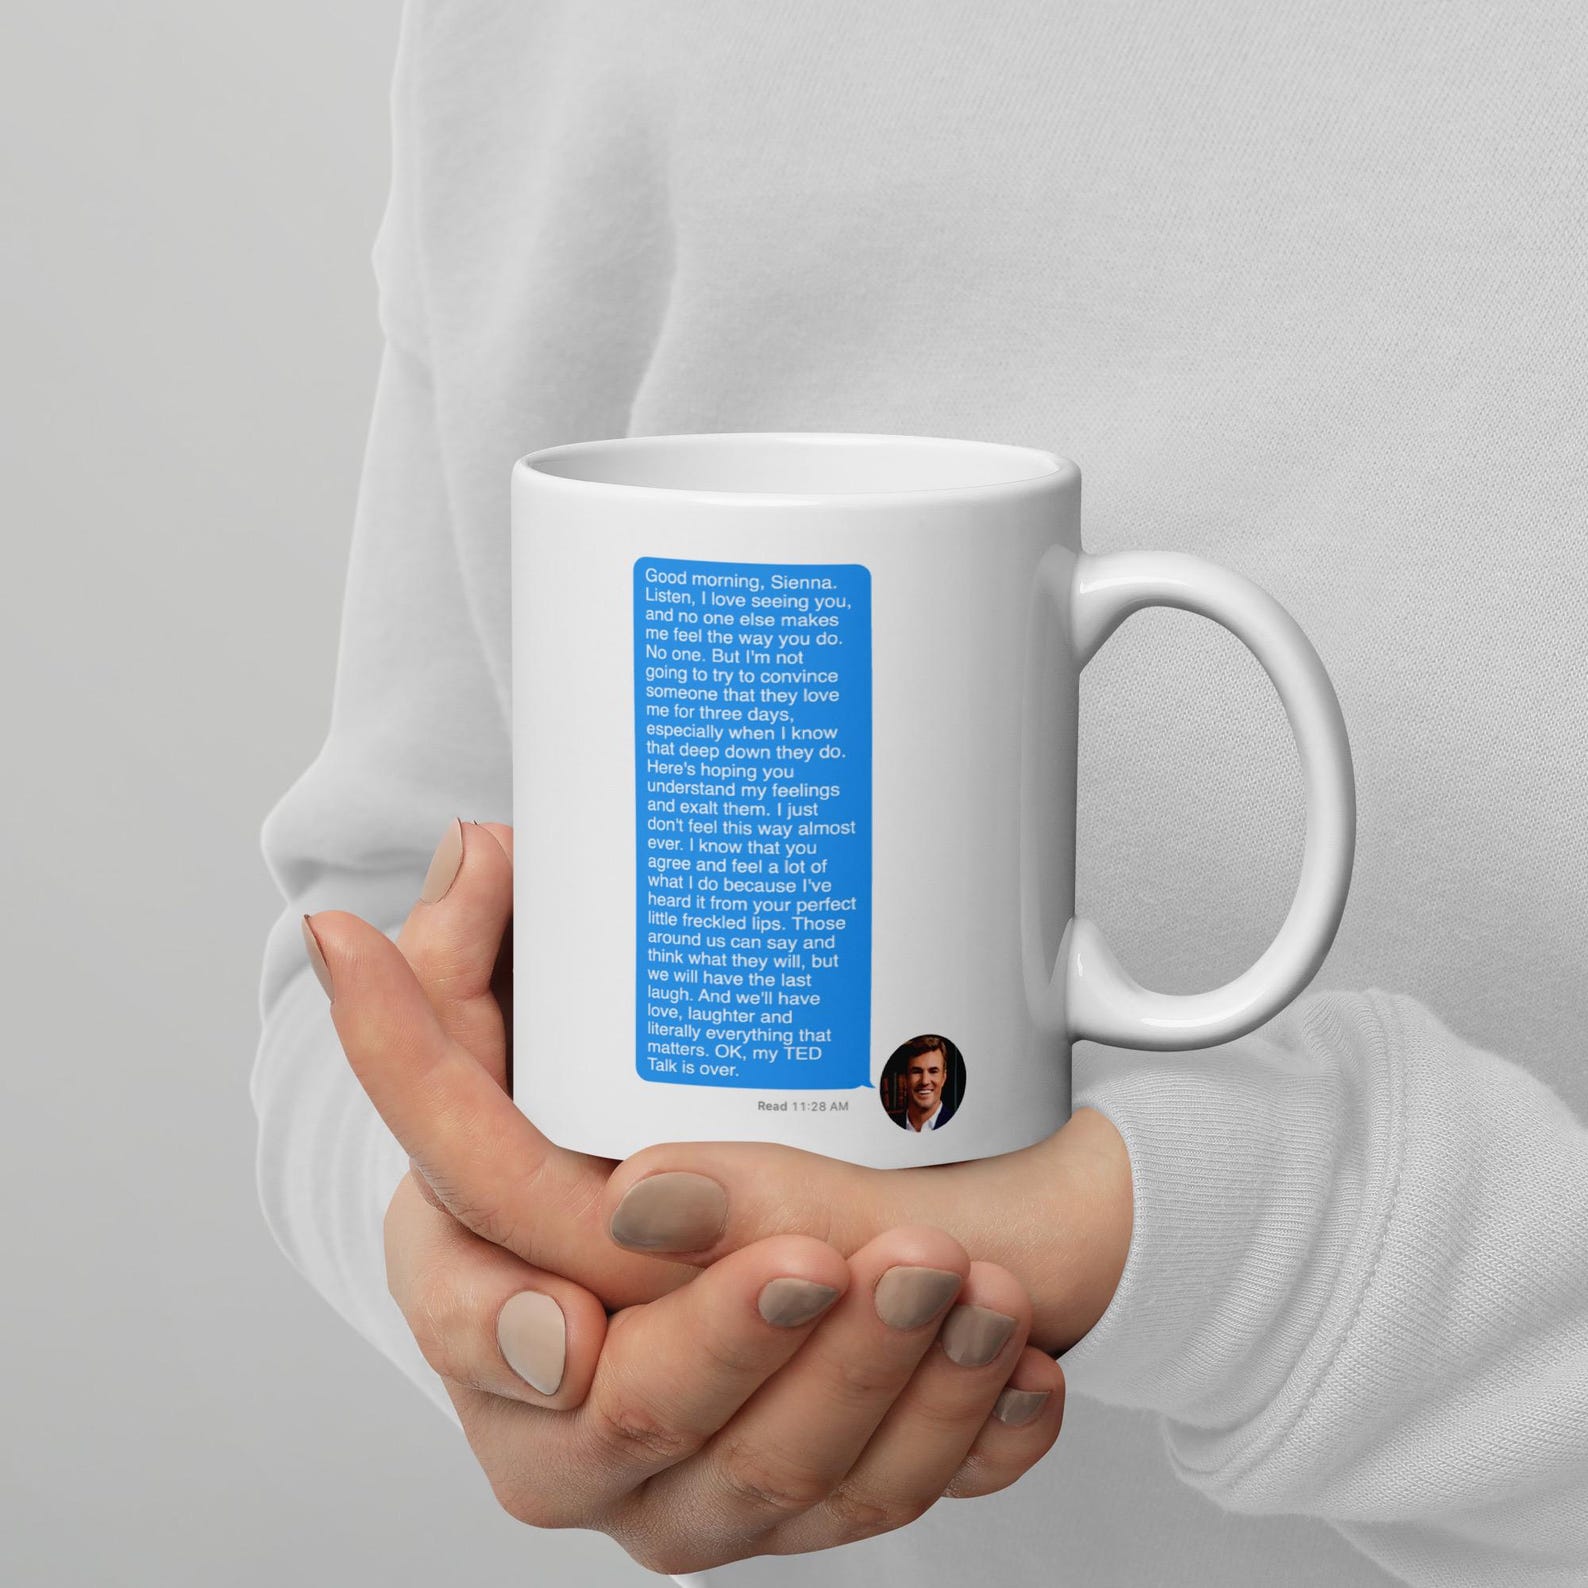 Good morning, Sienna.
Listen, I love seeing you,
and no one else makes
me feel the way you do.
No one. But I'm not
going to try to convince
someone that they love
me for three days,
especially when I know
that deep down they do.
Here's hoping you
understand my feelings
and exalt them. I just
don't feel this way almost
ever. I know that you
agree and feel a lot of
what I do because I've
heard it from your perfect
little freckled lips. Those
around us can say and
think what they will, but
we will have the last
laugh. And we'll have
love, laughter and
literally everything that
matters. OK, my TED
Talk is over.
Read 11:28 AM